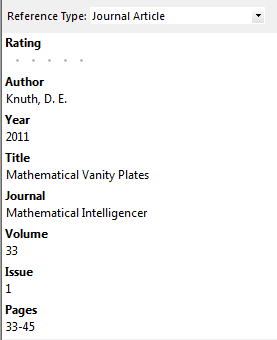 Reference Type: Journal Article
Rating
Author
Knuth, D. E.
Year
2011
Title
Mathematical Vanity Plates
Journal
Mathematical Intelligencer
Volume
33
Issue
1
Pages
33-45